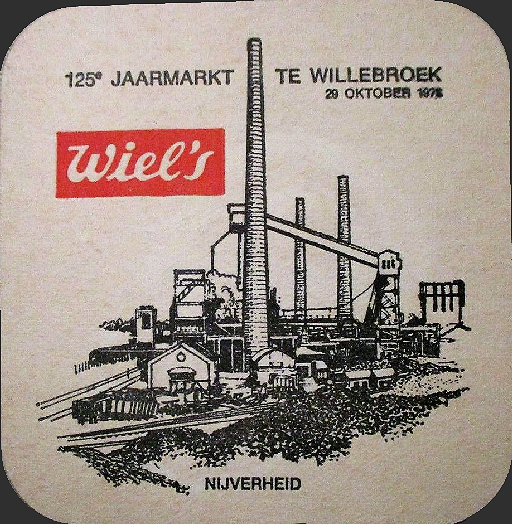 125e JAARMARKT TE WILLEBROEK
29 OKTOBER
Wiel's
NIJVERHEID